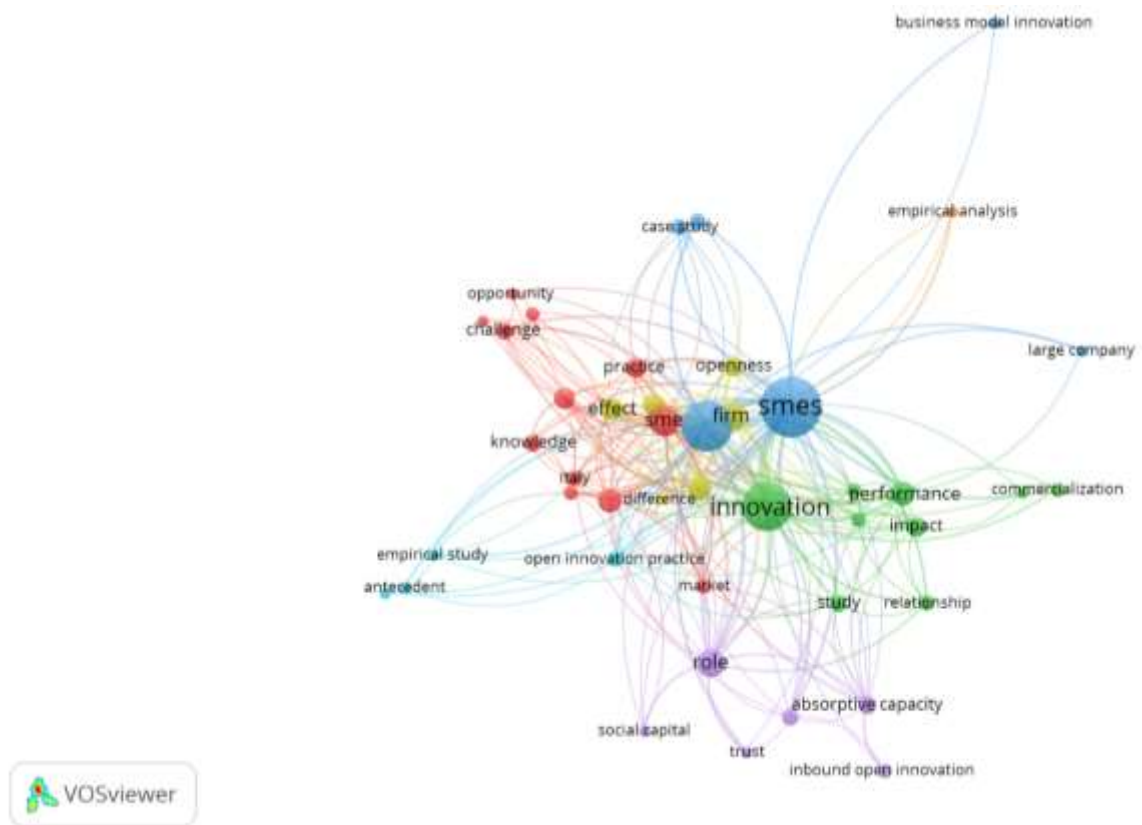 business model innovation
empirical analysis
case study
opportunity
challenge
large company
practice
openness
effect
sme
firm
smes
knowledge
italy
difference
innovation
performance
commercialization
impact
empirical study
open innovation practice
antecedent
market
study
relationship
role
absorptive capacity
social capital
trust
inbound open innovation
VOSviewer